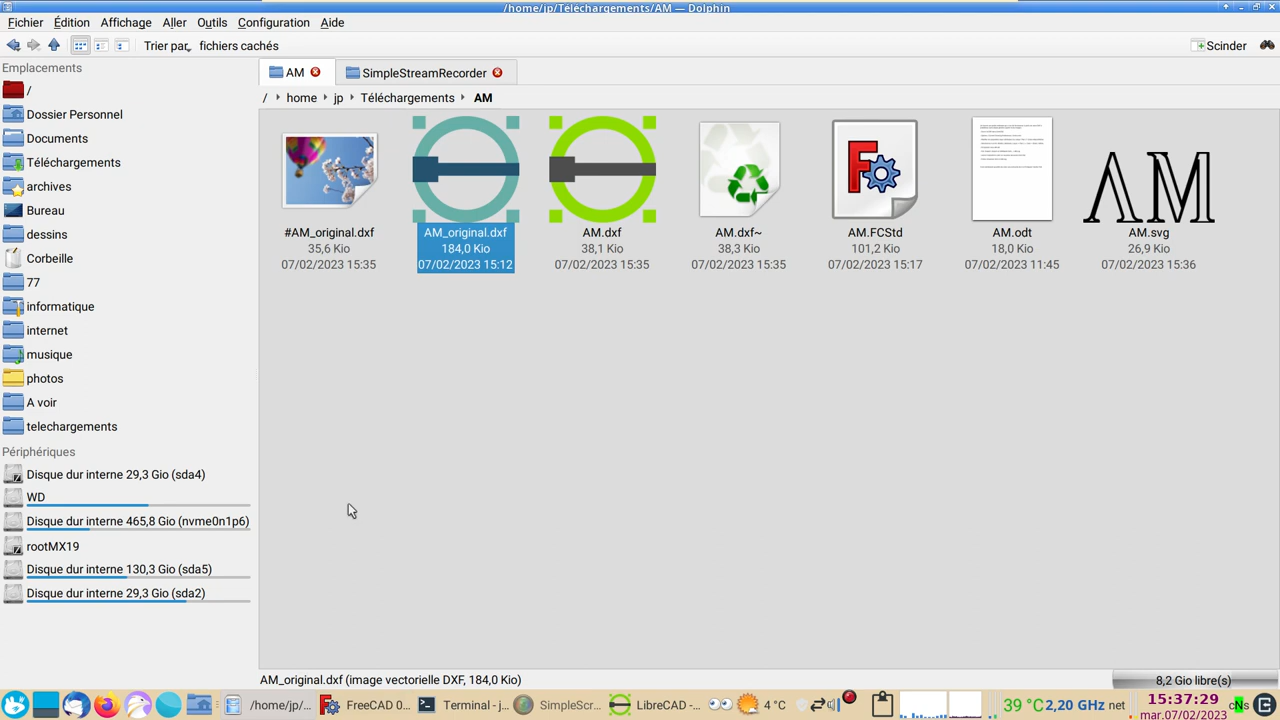 /home/jp/Téléchargements/AM — Dolphin
Fichier Édition Affichage Aller Outils Configuration Aide
Trier par fichiers cachés Scinder
Emplacements
/
Dossier Personnel
Documents
Téléchargements
archives
Bureau
dessins
Corbeille
77
informatique
internet
musique
photos
A voir
telechargements
Périphériques
Disque dur interne 29,3 Gio (sda4)
WD
Disque dur interne 465,8 Gio (nvme0n1p6)
rootMX19
Disque dur interne 130,3 Gio (sda5)
Disque dur interne 29,3 Gio (sda2)
AM SimpleStreamRecorder
/ home jp Téléchargements AM
AM
#AM_original.dxf
35,6 Kio
07/02/2023 15:35
AM_original.dxf
184,0 Kio
07/02/2023 15:12
AM.dxf
38,1 Kio
07/02/2023 15:35
AM.dxf~
38,3 Kio
07/02/2023 15:35
AM.FCStd
101,2 Kio
07/02/2023 15:17
AM.odt
18,0 Kio
07/02/2023 11:45
AM.svg
26,9 Kio
07/02/2023 15:36
AM_original.dxf (image vectorielle DXF, 184,0 Kio)
8,2 Gio libre(s)
/home/jp/... FreeCAD 0... Terminal - j... SimpleScr... LibreCAD -... 4 °C 39 °C 2,20 GHz net 15:37:29
mar.07/02/2023
cNs